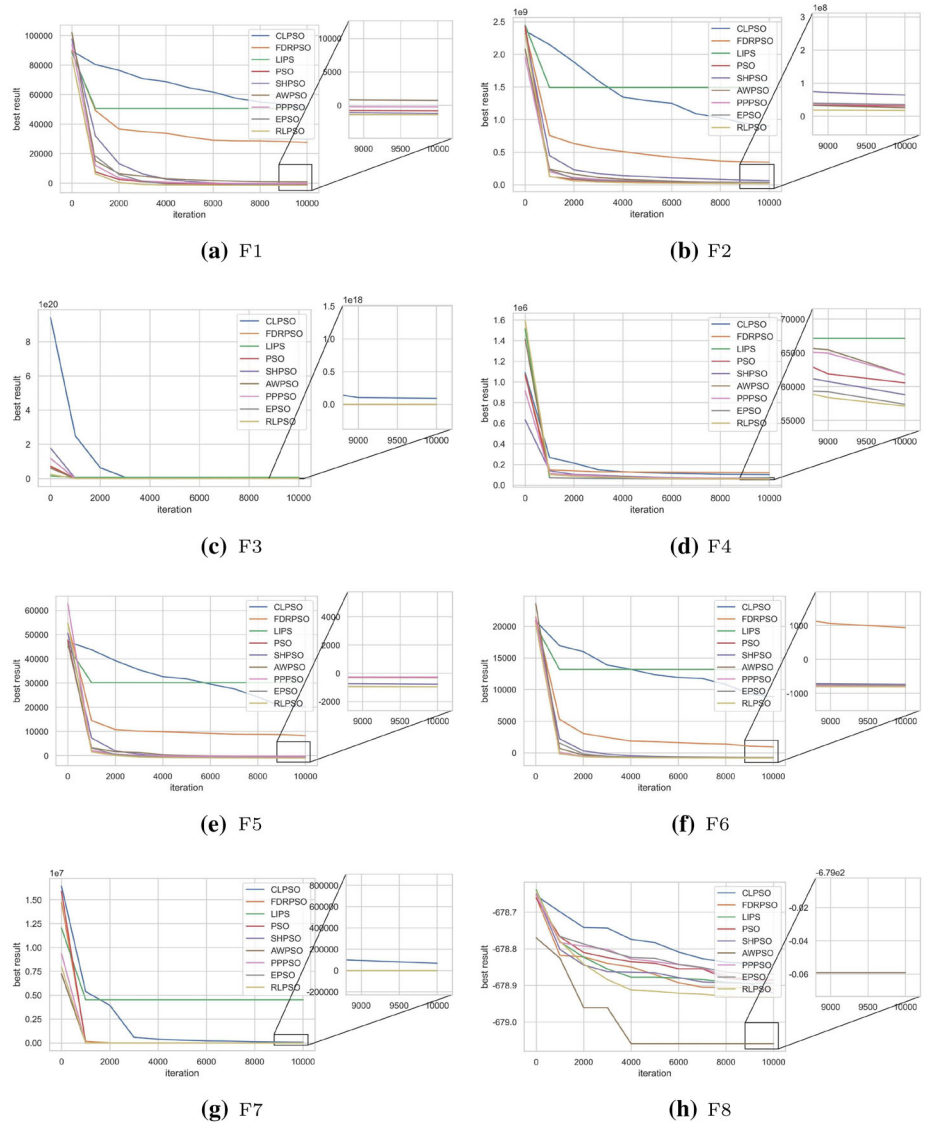 100000
80000
60000
40000
20000
0
best result
0 2000 4000 6000 8000 10000
iteration
CLPSO
FDRPSO
LIPS
PSO
SHPSO
AWPSO
PPPSO
EPSO
RLPSO
10000
5000
0
9000 9500 10000
(a) F1
1e9
2.5
2.0
1.5
1.0
0.5
0.0
best result
0 2000 4000 6000 8000 10000
iteration
CLPSO
FDRPSO
LIPS
PSO
SHPSO
AWPSO
PPPSO
EPSO
RLPSO
1e8
3
2
1
0
9000 9500 10000
(b) F2
1e20
8
6
4
2
0
best result
0 2000 4000 6000 8000 10000
iteration
CLPSO
FDRPSO
LIPS
PSO
SHPSO
AWPSO
PPPSO
EPSO
RLPSO
1e18
1.5
1.0
0.5
0.0
9000 9500 10000
(c) F3
1e6
1.6
1.4
1.2
1.0
0.8
0.6
0.4
0.2
0.0
best result
0 2000 4000 6000 8000 10000
iteration
CLPSO
FDRPSO
LIPS
PSO
SHPSO
AWPSO
PPPSO
EPSO
RLPSO
70000
65000
60000
55000
9000 9500 10000
(d) F4
60000
50000
40000
30000
20000
10000
0
best result
0 2000 4000 6000 8000 10000
iteration
CLPSO
FDRPSO
LIPS
PSO
SHPSO
AWPSO
PPPSO
EPSO
RLPSO
4000
2000
0
-2000
9000 9500 10000
(e) F5
20000
15000
10000
5000
0
best result
0 2000 4000 6000 8000 10000
iteration
CLPSO
FDRPSO
LIPS
PSO
SHPSO
AWPSO
PPPSO
EPSO
RLPSO
1000
0
-1000
9000 9500 10000
(f) F6
1e7
1.50
1.25
1.00
0.75
0.50
0.25
0.00
best result
0 2000 4000 6000 8000 10000
iteration
CLPSO
FDRPSO
LIPS
PSO
SHPSO
AWPSO
PPPSO
EPSO
RLPSO
800000
600000
400000
200000
0
-200000
9000 9500 10000
(g) F7
-678.7
-678.8
-678.9
-679.0
best result
0 2000 4000 6000 8000 10000
iteration
CLPSO
FDRPSO
LIPS
PSO
SHPSO
AWPSO
PPPSO
EPSO
RLPSO
-6.79e2
-0.02
-0.04
-0.06
9000 9500 10000
(h) F8